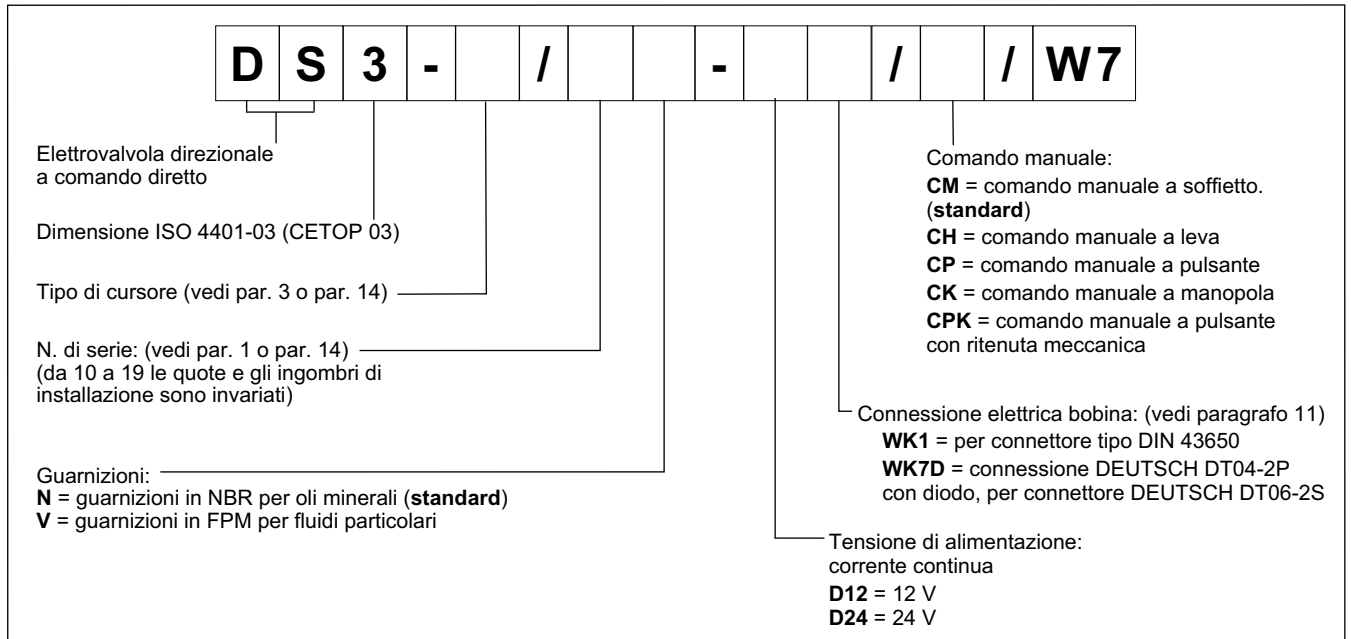 DS3- / - / / W7
Elettrovalvola direzionale
a comando diretto
Dimensione ISO 4401-03 (CETOP 03)
Tipo di cursore (vedi par. 3 o par. 14)
N. di serie: (vedi par. 1 o par. 14)
(da 10 a 19 le quote e gli ingombri di
installazione sono invariati)
Guarnizioni:
N = guarnizioni in NBR per oli minerali (standard)
V = guarnizioni in FPM per fluidi particolari
Comando manuale:
CM = comando manuale a soffietto.
(standard)
CH = comando manuale a leva
CP = comando manuale a pulsante
CK = comando manuale a manopola
CPK = comando manuale a pulsante
con ritenuta meccanica
Connessione elettrica bobina: (vedi paragrafo 11)
WK1 = per connettore tipo DIN 43650
WK7D = connessione DEUTSCH DT04-2P
con diodo, per connettore DEUTSCH DT06-2S
Tensione di alimentazione:
corrente continua
D12 = 12 V
D24 = 24 V